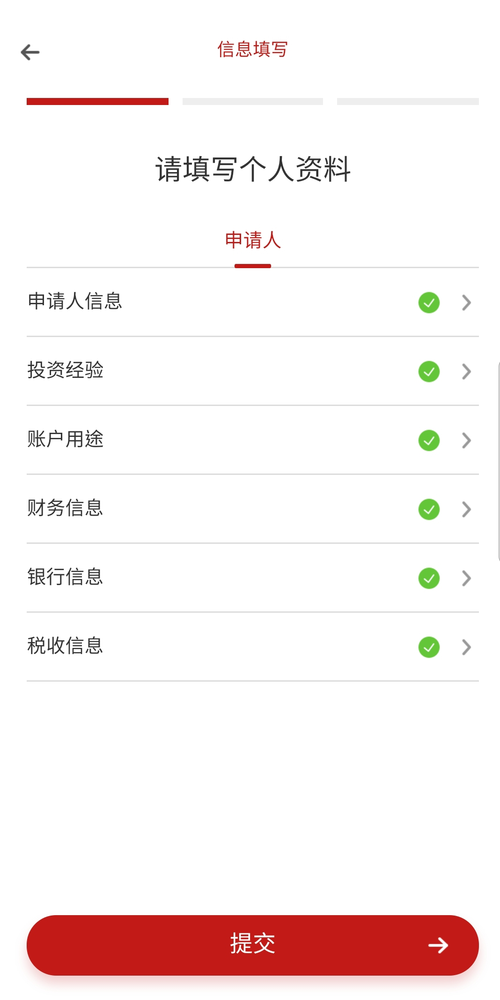 信息填写
请填写个人资料
申请人
申请人信息
投资经验
账户用途
财务信息
银行信息
税收信息
提交